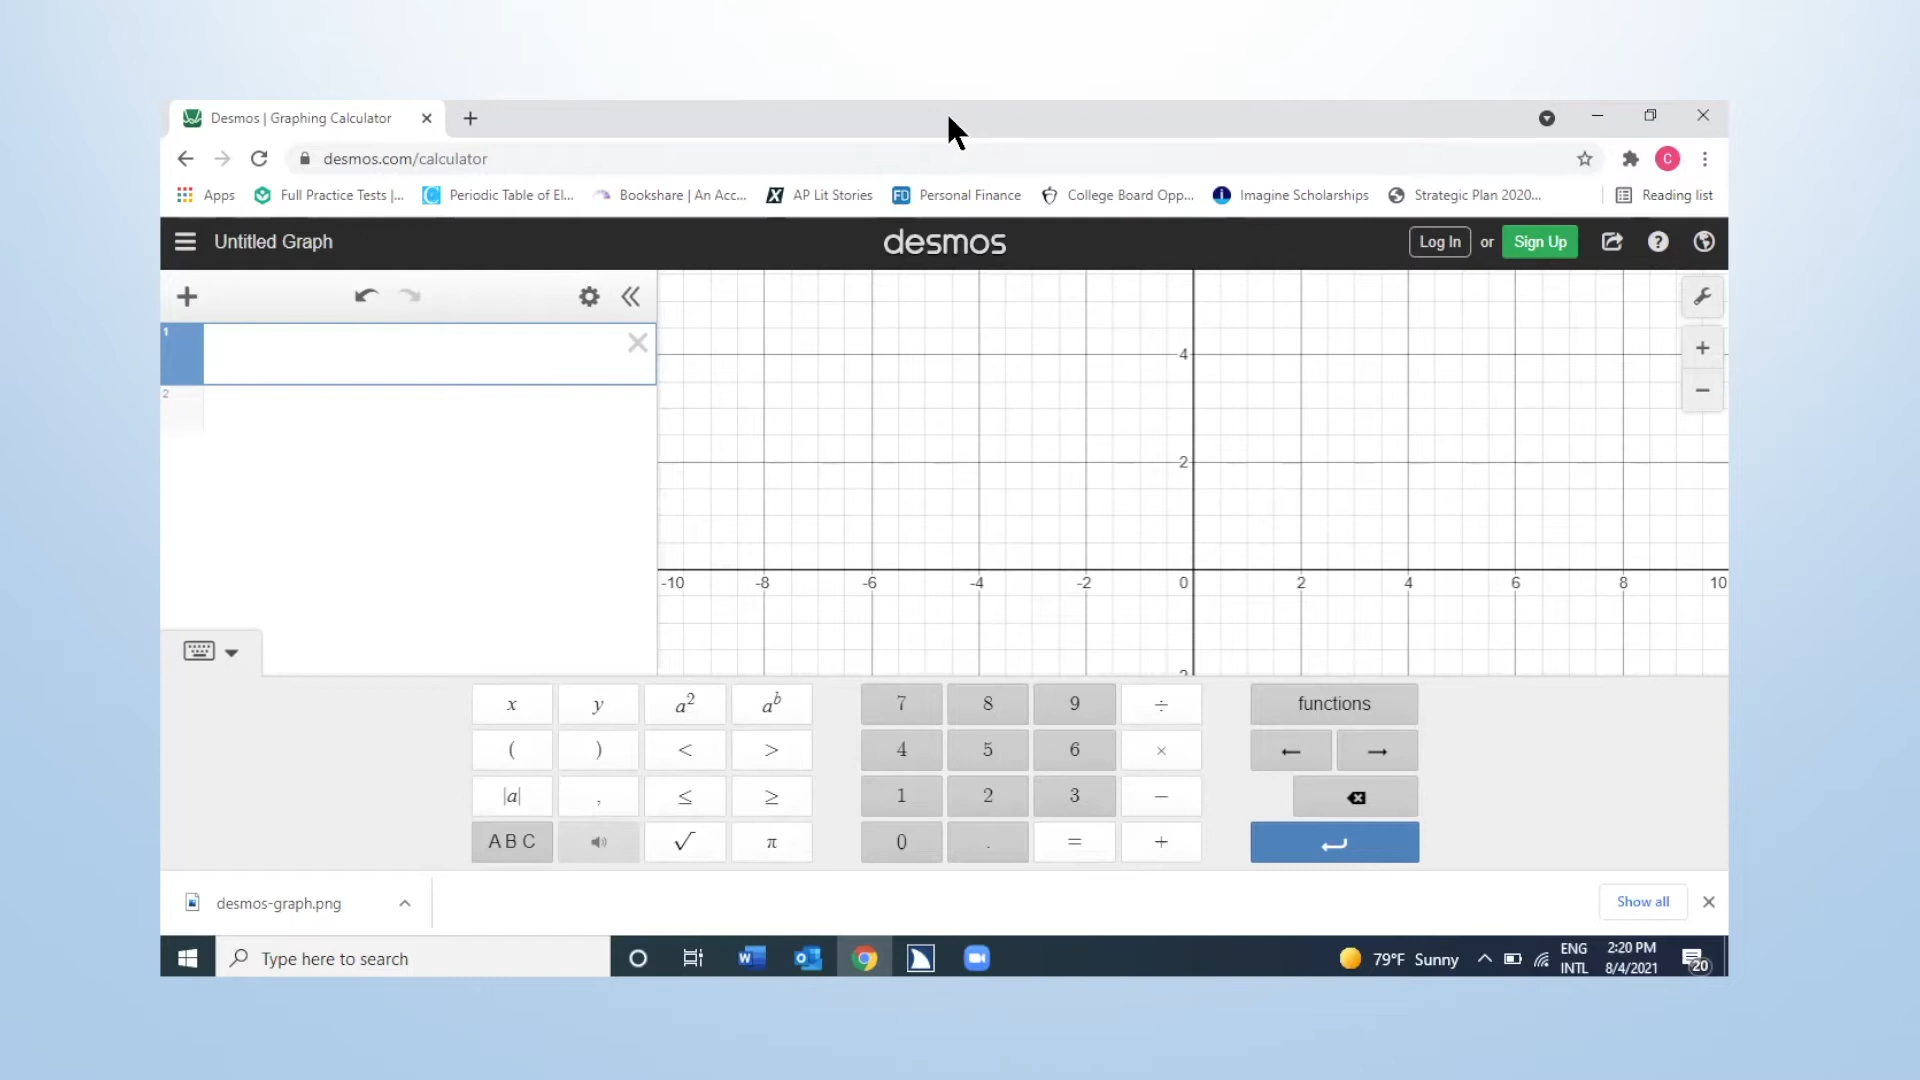 Desmos | Graphing Calculator
desmos.com/calculator
C
Apps Full Practice Tests |... Periodic Table of El... Bookshare | An Acc... AP Lit Stories FD Personal Finance College Board Opp... Imagine Scholarships Strategic Plan 2020... Reading list
Untitled Graph desmos Log In or Sign Up ?
1
2
4
2
-10 -8 -6 -4 -2 0 2 4 6 8 10
x y a² aᵇ 7 8 9 ÷ functions
( ) < > 4 5 6 × ← →
|a| , ≤ ≥ 1 2 3 −
A B C √ π 0 . = +
desmos-graph.png Show all
Type here to search
79°F Sunny
ENG
INTL
2:20 PM
8/4/2021
20